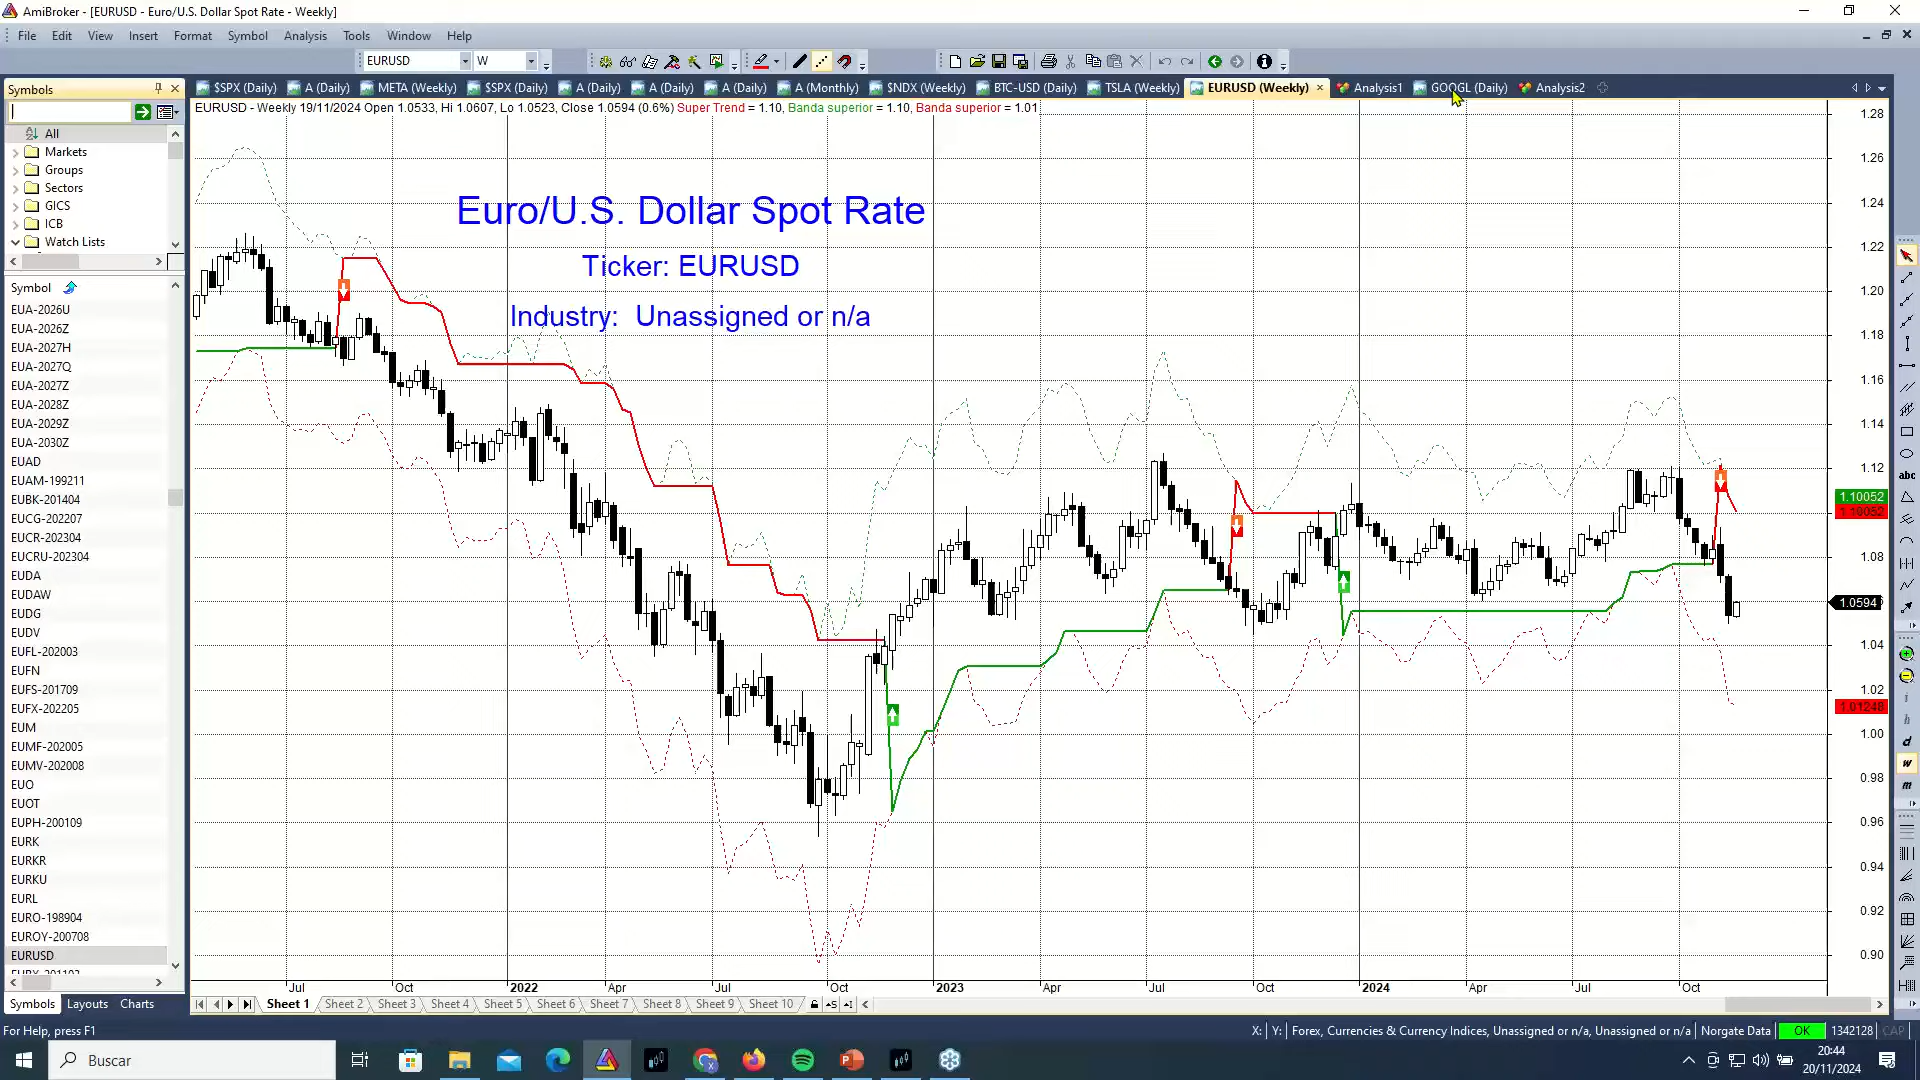 AmiBroker - [EURUSD - Euro/U.S. Dollar Spot Rate - Weekly]
File Edit View Insert Format Symbol Analysis Tools Window Help
EURUSD W
Symbols
$SPX (Daily) A (Daily) META (Weekly) $SPX (Daily) A (Daily) A (Daily) A (Daily) A (Monthly) $NDX (Weekly) BTC-USD (Daily) TSLA (Weekly) EURUSD (Weekly) Analysis1 GOOGL (Daily) Analysis2
EURUSD - Weekly 19/11/2024 Open 1.0533, Hi 1.0607, Lo 1.0523, Close 1.0594 (0.6%) Super Trend = 1.10, Banda superior = 1.10, Banda superior = 1.01
All
Markets
Groups
Sectors
GICS
ICB
Watch Lists
Symbol
EUA-2026U
EUA-2026Z
EUA-2027H
EUA-2027Q
EUA-2027Z
EUA-2028Z
EUA-2029Z
EUA-2030Z
EUAD
EUAM-199211
EUBK-201404
EUCG-202207
EUCR-202304
EUCRU-202304
EUDA
EUDAW
EUDG
EUDV
EUFL-202003
EUFN
EUFS-201709
EUFX-202205
EUM
EUMF-202005
EUMV-202008
EUO
EUOT
EUPH-200109
EURK
EURKR
EURKU
EURL
EURO-198904
EUROY-200708
EURUSD
Symbols Layouts Charts
Euro/U.S. Dollar Spot Rate
Ticker: EURUSD
Industry: Unassigned or n/a
1.28
1.26
1.24
1.22
1.20
1.18
1.16
1.14
1.12
1.10052
1.10052
1.08
1.0594
1.04
1.02
1.01248
1.00
0.98
0.96
0.94
0.92
0.90
abc
i
h
d
w
m
Jul Oct 2022 Apr Jul Oct 2023 Apr Jul Oct 2024 Apr Jul Oct
Sheet 1 Sheet 2 Sheet 3 Sheet 4 Sheet 5 Sheet 6 Sheet 7 Sheet 8 Sheet 9 Sheet 10
For Help, press F1
X: Y: Forex, Currencies & Currency Indices, Unassigned or n/a, Unassigned or n/a Norgate Data OK 1342128 CAP
Buscar
20:44
20/11/2024